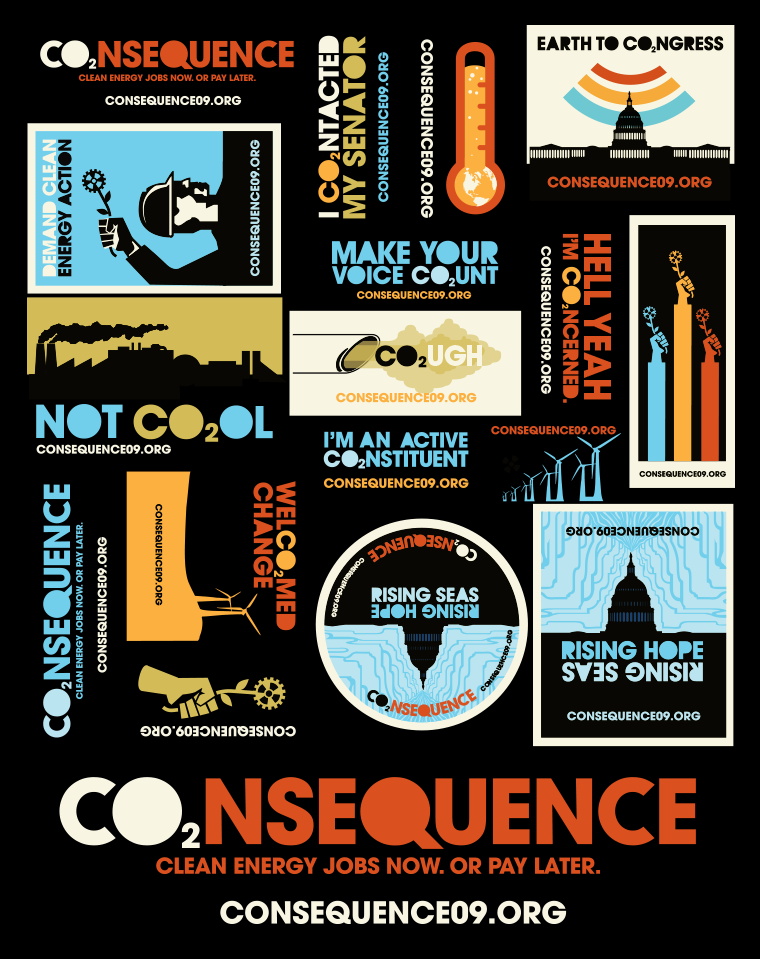 CO2NSEQUENCE
CLEAN ENERGY JOBS NOW. OR PAY LATER.
CONSEQUENCE09.ORG
I CO2NTACTED
MY SENATOR
CONSEQUENCE09.ORG
CONSEQUENCE09.ORG
EARTH TO CO2NGRESS
CONSEQUENCE09.ORG
DEMAND CLEAN
ENERGY ACTION
CONSEQUENCE09.ORG
MAKE YOUR
VOICE CO2UNT
CONSEQUENCE09.ORG
HELL YEAH
I'M CO2NCERNED.
CONSEQUENCE09.ORG
CONSEQUENCE09.ORG
NOT CO2OL
CONSEQUENCE09.ORG
CO2UGH
CONSEQUENCE09.ORG
I'M AN ACTIVE
CO2NSTITUENT
CONSEQUENCE09.ORG
CONSEQUENCE09.ORG
CO2NSEQUENCE
CLEAN ENERGY JOBS NOW. OR PAY LATER.
CONSEQUENCE09.ORG
CONSEQUENCE09.ORG
WELCO2MED
CHANGE
CONSEQUENCE09.ORG
CO2NSEQUENCE
CONSEQUENCE09.ORG
RISING SEAS
RISING HOPE
CONSEQUENCE09.ORG
CO2NSEQUENCE
CONSEQUENCE09.ORG
RISING HOPE
RISING SEAS
CONSEQUENCE09.ORG
CO2NSEQUENCE
CLEAN ENERGY JOBS NOW. OR PAY LATER.
CONSEQUENCE09.ORG